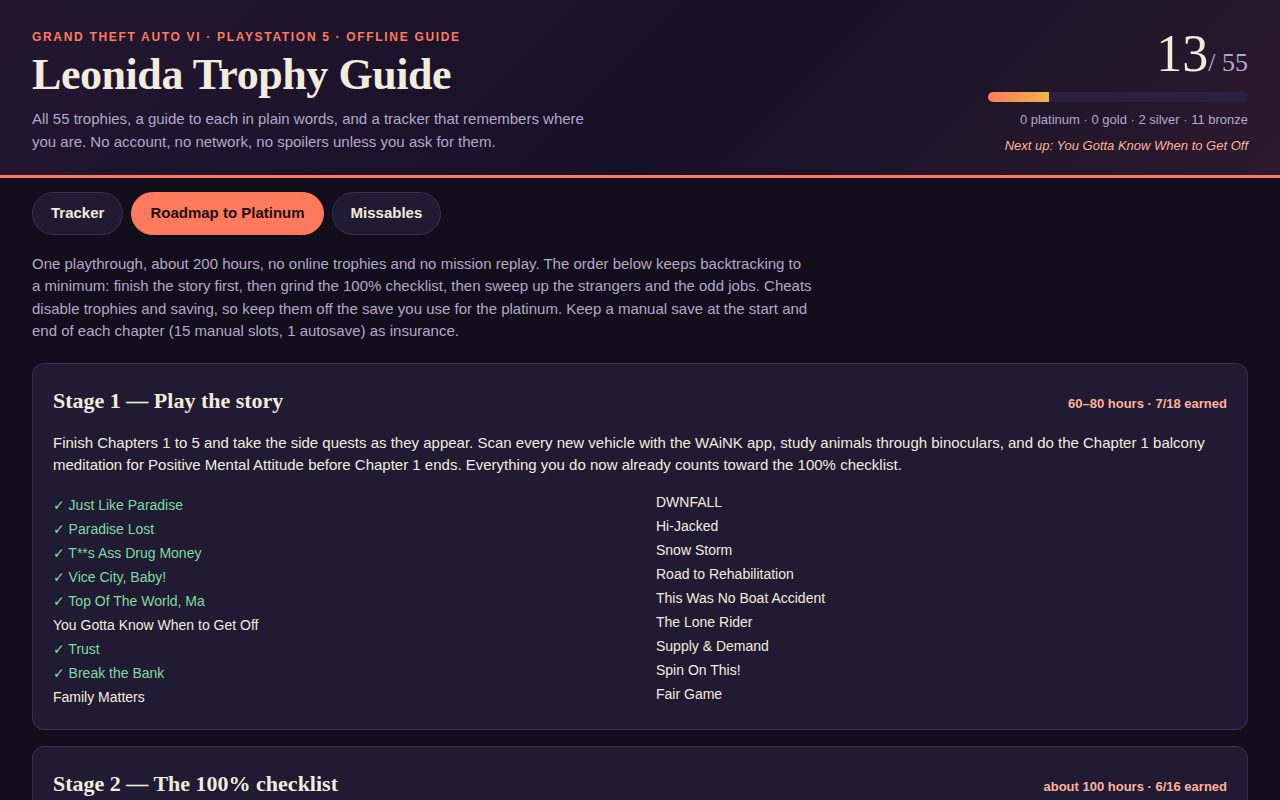 GRAND THEFT AUTO VI · PLAYSTATION 5 · OFFLINE GUIDE
Leonida Trophy Guide
All 55 trophies, a guide to each in plain words, and a tracker that remembers where
you are. No account, no network, no spoilers unless you ask for them.
13/ 55
0 platinum · 0 gold · 2 silver · 11 bronze
Next up: You Gotta Know When to Get Off
Tracker
Roadmap to Platinum
Missables
One playthrough, about 200 hours, no online trophies and no mission replay. The order below keeps backtracking to
a minimum: finish the story first, then grind the 100% checklist, then sweep up the strangers and the odd jobs. Cheats
disable trophies and saving, so keep them off the save you use for the platinum. Keep a manual save at the start and
end of each chapter (15 manual slots, 1 autosave) as insurance.
Stage 1 — Play the story
60–80 hours · 7/18 earned
Finish Chapters 1 to 5 and take the side quests as they appear. Scan every new vehicle with the WAiNK app, study animals through binoculars, and do the Chapter 1 balcony
meditation for Positive Mental Attitude before Chapter 1 ends. Everything you do now already counts toward the 100% checklist.
✓ Just Like Paradise
✓ Paradise Lost
✓ T**s Ass Drug Money
✓ Vice City, Baby!
✓ Top Of The World, Ma
You Gotta Know When to Get Off
✓ Trust
✓ Break the Bank
Family Matters
DWNFALL
Hi-Jacked
Snow Storm
Road to Rehabilitation
This Was No Boat Accident
The Lone Rider
Supply & Demand
Spin On This!
Fair Game
Stage 2 — The 100% checklist
about 100 hours · 6/16 earned